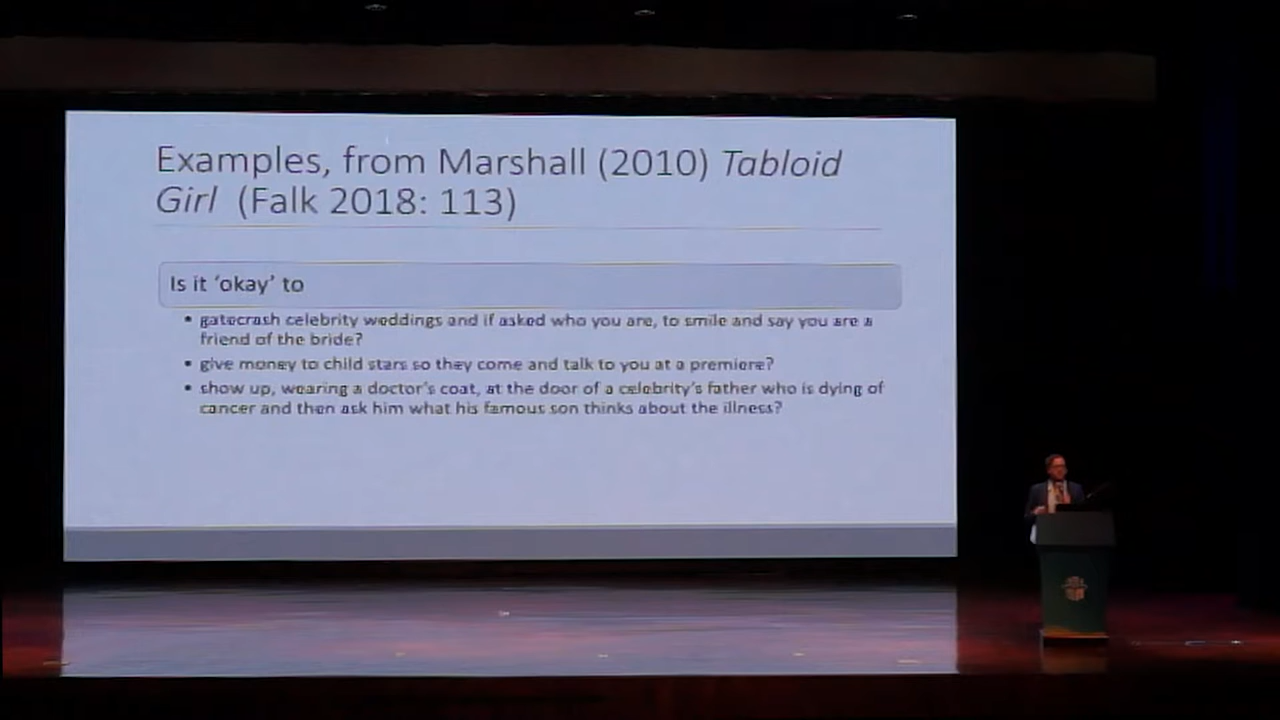 Examples, from Marshall (2010) Tabloid
Girl (Falk 2018: 113)
Is it ‘okay’ to
• gatecrash celebrity weddings and if asked who you are, to smile and say you are a
friend of the bride?
• give money to child stars so they come and talk to you at a premiere?
• show up, wearing a doctor’s coat, at the door of a celebrity’s father who is dying of
cancer and then ask him what his famous son thinks about the illness?